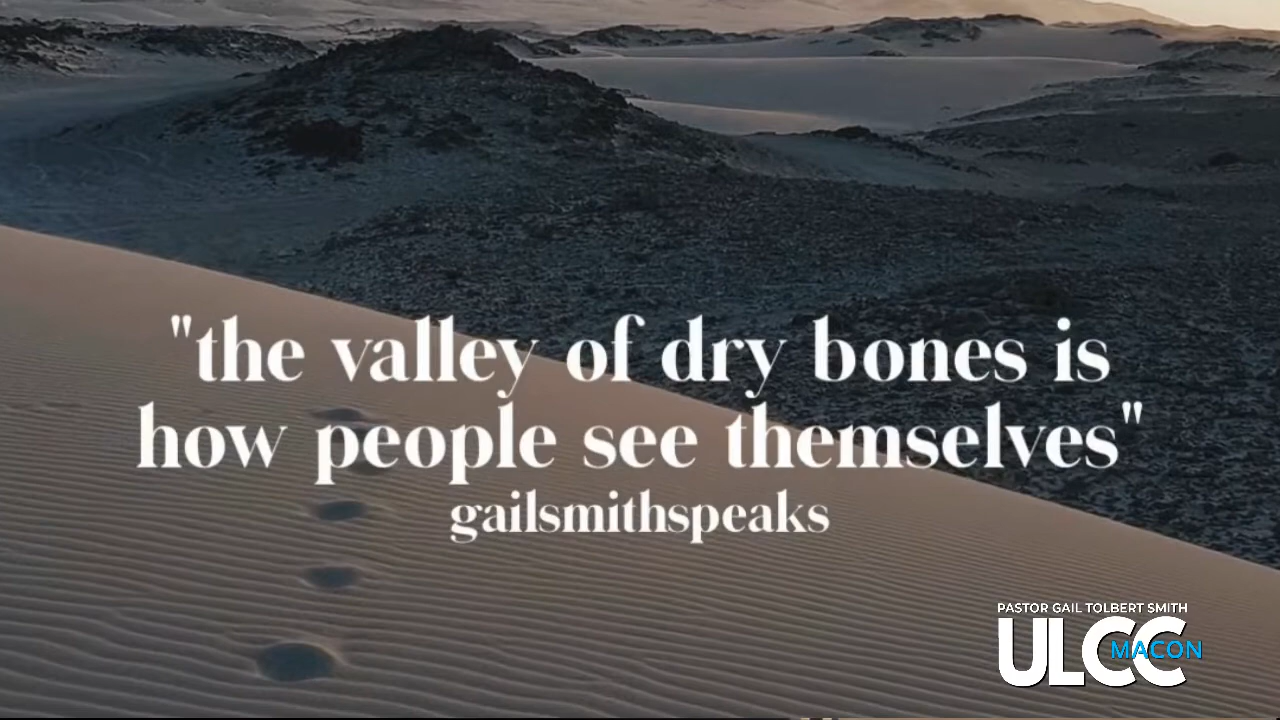 "the valley of dry bones is
how people see themselves"
gailsmithspeaks
PASTOR GAIL TOLBERT SMITH
ULCC
MACON